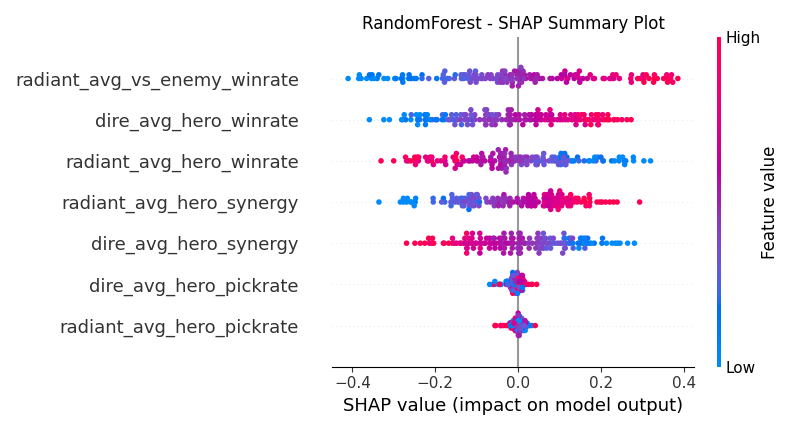 RandomForest - SHAP Summary Plot
High
radiant_avg_vs_enemy_winrate
dire_avg_hero_winrate
radiant_avg_hero_winrate
radiant_avg_hero_synergy
dire_avg_hero_synergy
dire_avg_hero_pickrate
radiant_avg_hero_pickrate
Feature value
Low
−0.4 −0.2 0.0 0.2 0.4
SHAP value (impact on model output)